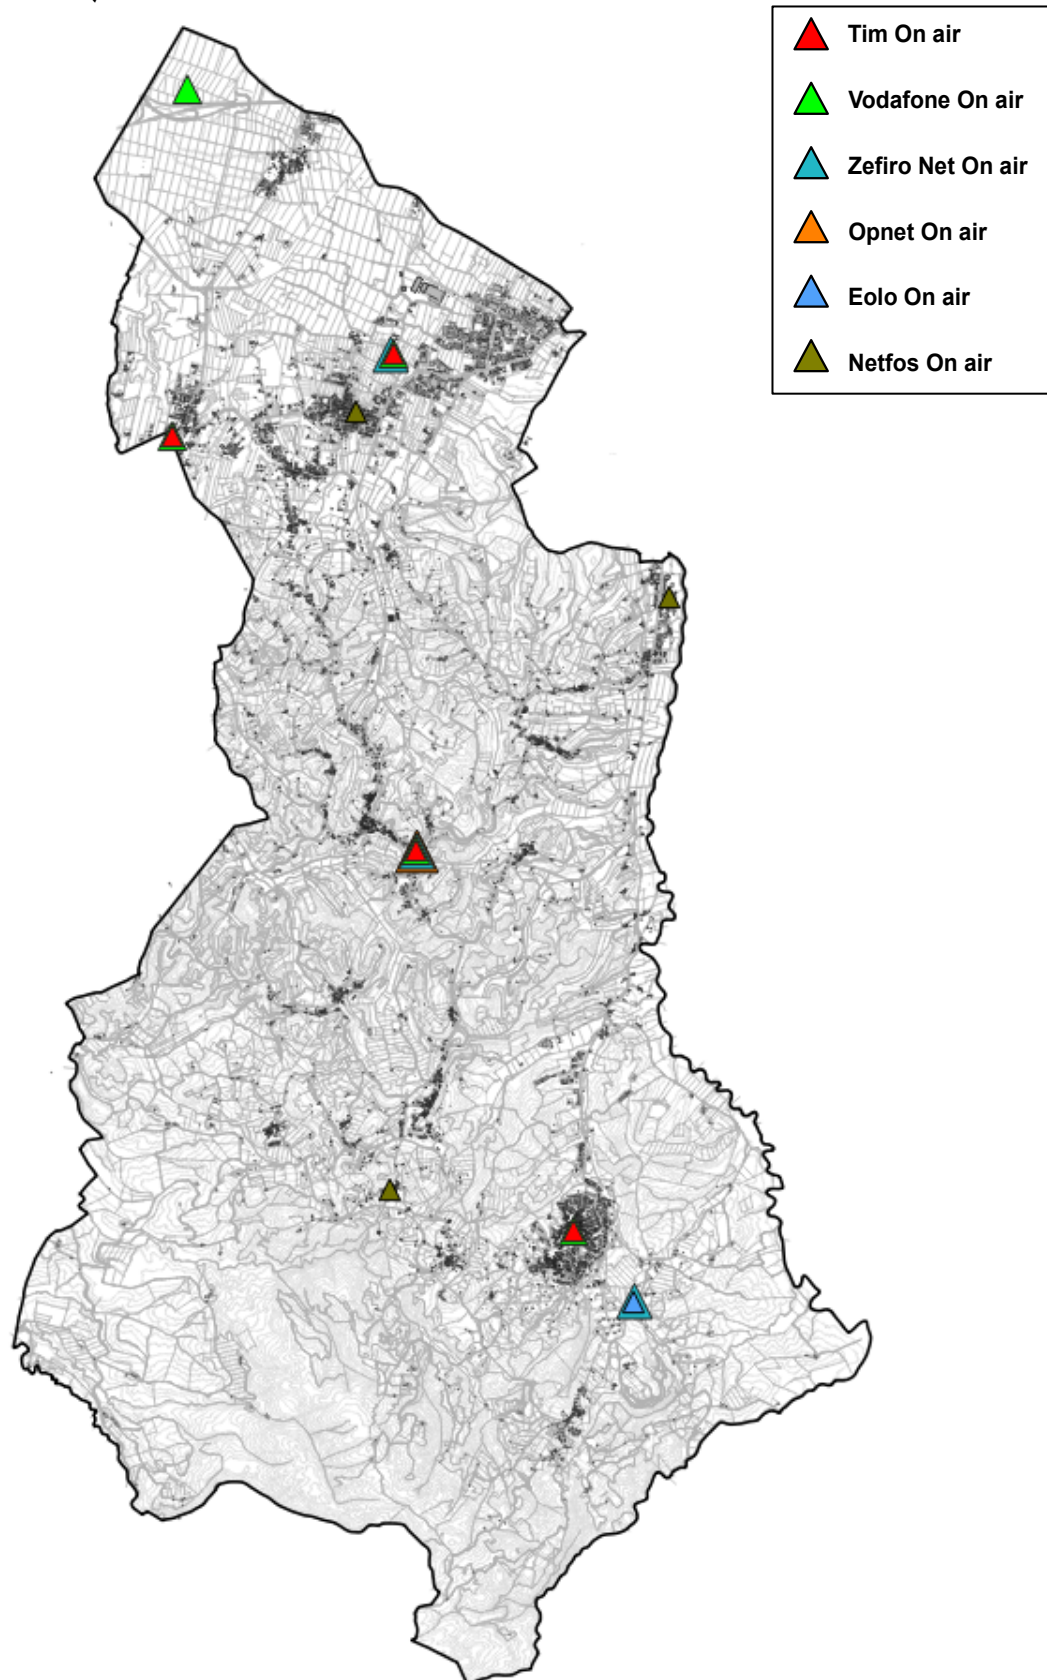 Tim On air
Vodafone On air
Zefiro Net On air
Opnet On air
Eolo On air
Netfos On air